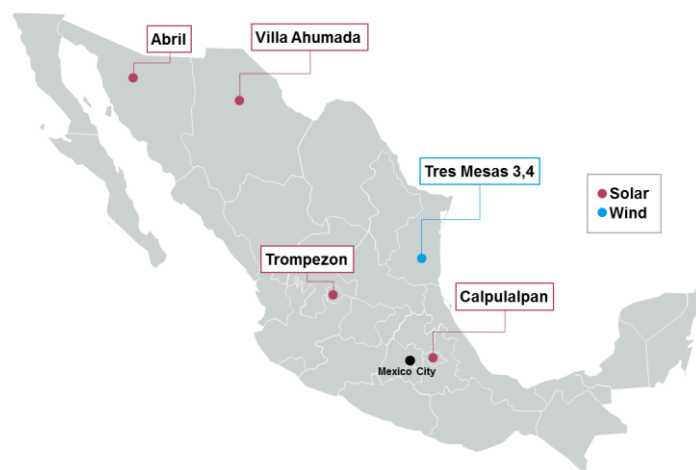 Abril
Villa Ahumada
Tres Mesas 3,4
Solar
Wind
Trompezon
Calpulalpan
Mexico City